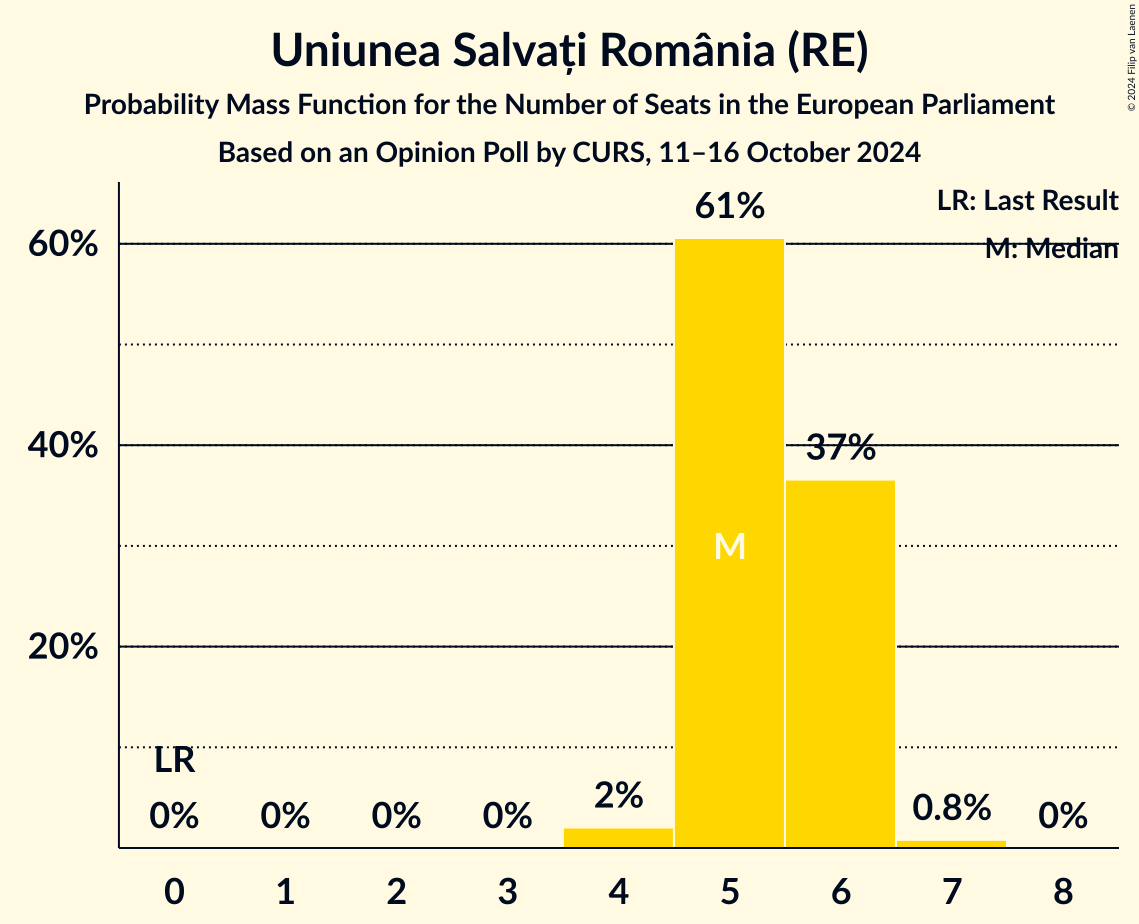 Uniunea Salvați România (RE)
Probability Mass Function for the Number of Seats in the European Parliament
Based on an Opinion Poll by CURS, 11–16 October 2024
© 2024 Filip van Laenen
LR: Last Result
M: Median
60%
40%
20%
61%
37%
M
LR
0%
0%
0%
0%
2%
0.8%
0%
0
1
2
3
4
5
6
7
8